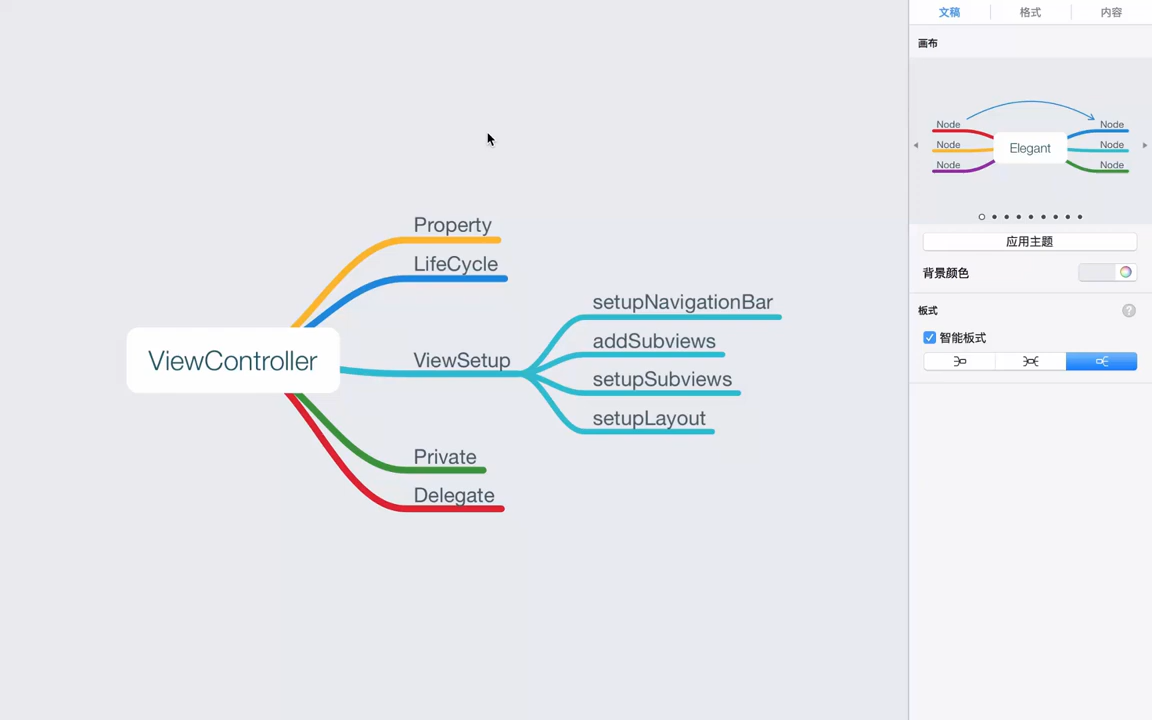 文稿
格式
内容
画布
Node
Node
Node
Elegant
Node
Node
Node
应用主题
背景颜色
板式
?
智能板式
ViewController
Property
LifeCycle
ViewSetup
setupNavigationBar
addSubviews
setupSubviews
setupLayout
Private
Delegate